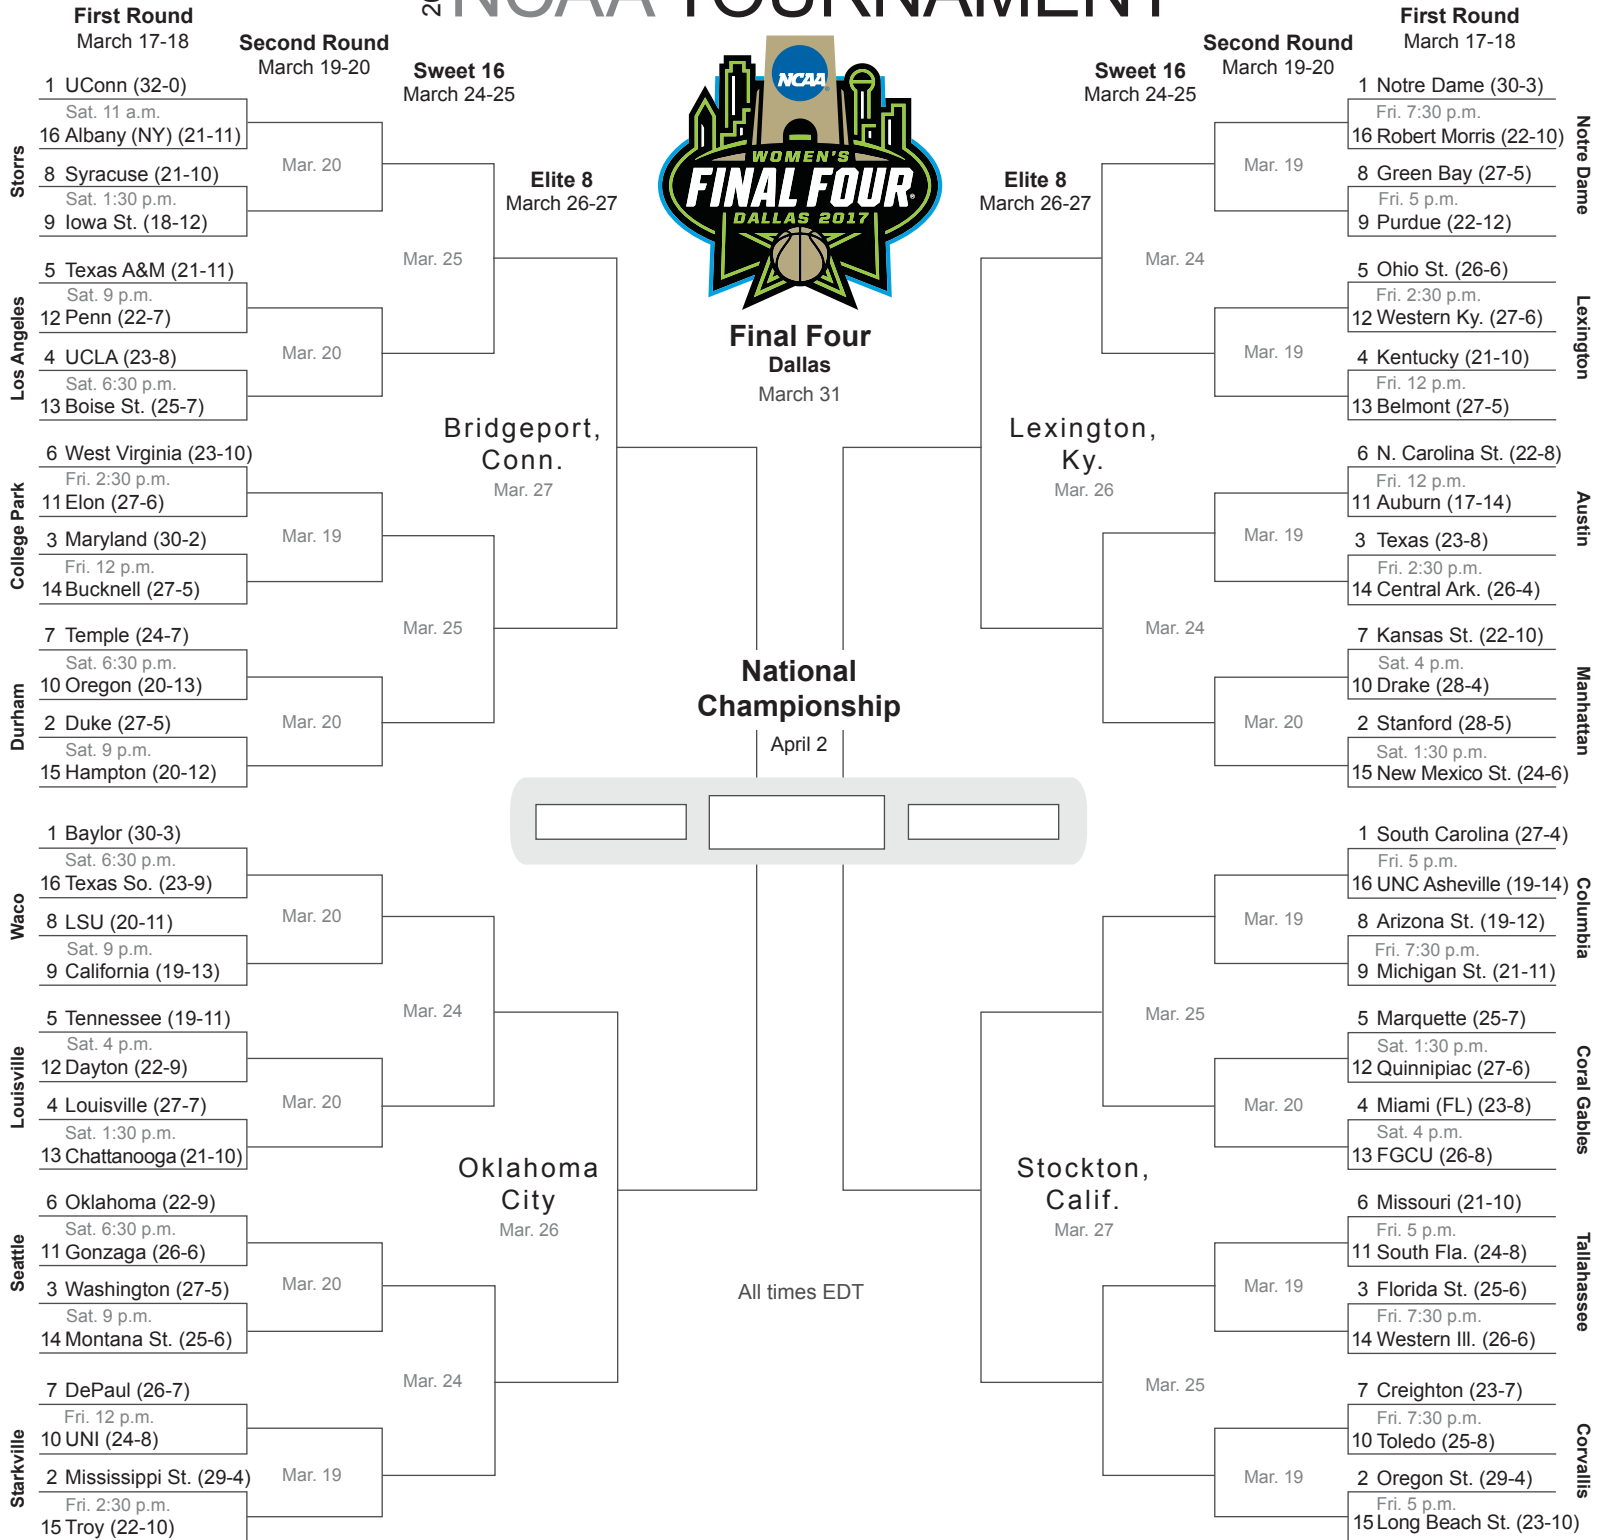 NCAA TOURNAMENT
First Round
March 17-18
Second Round
March 19-20
Sweet 16
March 24-25
Elite 8
March 26-27
NCAA
WOMEN'S
FINAL FOUR
DALLAS 2017
Final Four
Dallas
March 31
Elite 8
March 26-27
Sweet 16
March 24-25
Second Round
March 19-20
First Round
March 17-18
Storrs
1 UConn (32-0)
Sat. 11 a.m.
16 Albany (NY) (21-11)
Mar. 20
8 Syracuse (21-10)
Sat. 1:30 p.m.
9 Iowa St. (18-12)
Mar. 25
Los Angeles
5 Texas A&M (21-11)
Sat. 9 p.m.
12 Penn (22-7)
Mar. 20
4 UCLA (23-8)
Sat. 6:30 p.m.
13 Boise St. (25-7)
Bridgeport,
Conn.
Mar. 27
College Park
6 West Virginia (23-10)
Fri. 2:30 p.m.
11 Elon (27-6)
Mar. 19
3 Maryland (30-2)
Fri. 12 p.m.
14 Bucknell (27-5)
Mar. 25
Durham
7 Temple (24-7)
Sat. 6:30 p.m.
10 Oregon (20-13)
Mar. 20
2 Duke (27-5)
Sat. 9 p.m.
15 Hampton (20-12)
Waco
1 Baylor (30-3)
Sat. 6:30 p.m.
16 Texas So. (23-9)
Mar. 20
8 LSU (20-11)
Sat. 9 p.m.
9 California (19-13)
Mar. 24
Louisville
5 Tennessee (19-11)
Sat. 4 p.m.
12 Dayton (22-9)
Mar. 20
4 Louisville (27-7)
Sat. 1:30 p.m.
13 Chattanooga (21-10)
Oklahoma
City
Mar. 26
Seattle
6 Oklahoma (22-9)
Sat. 6:30 p.m.
11 Gonzaga (26-6)
Mar. 20
3 Washington (27-5)
Sat. 9 p.m.
14 Montana St. (25-6)
Mar. 24
Starkville
7 DePaul (26-7)
Fri. 12 p.m.
10 UNI (24-8)
Mar. 19
2 Mississippi St. (29-4)
Fri. 2:30 p.m.
15 Troy (22-10)
National
Championship
April 2
All times EDT
Notre Dame
1 Notre Dame (30-3)
Fri. 7:30 p.m.
16 Robert Morris (22-10)
Mar. 19
8 Green Bay (27-5)
Fri. 5 p.m.
9 Purdue (22-12)
Mar. 24
Lexington
5 Ohio St. (26-6)
Fri. 2:30 p.m.
12 Western Ky. (27-6)
Mar. 19
4 Kentucky (21-10)
Fri. 12 p.m.
13 Belmont (27-5)
Lexington,
Ky.
Mar. 26
Austin
6 N. Carolina St. (22-8)
Fri. 12 p.m.
11 Auburn (17-14)
Mar. 19
3 Texas (23-8)
Fri. 2:30 p.m.
14 Central Ark. (26-4)
Mar. 24
Manhattan
7 Kansas St. (22-10)
Sat. 4 p.m.
10 Drake (28-4)
Mar. 20
2 Stanford (28-5)
Sat. 1:30 p.m.
15 New Mexico St. (24-6)
Columbia
1 South Carolina (27-4)
Fri. 5 p.m.
16 UNC Asheville (19-14)
Mar. 19
8 Arizona St. (19-12)
Fri. 7:30 p.m.
9 Michigan St. (21-11)
Mar. 25
Coral Gables
5 Marquette (25-7)
Sat. 1:30 p.m.
12 Quinnipiac (27-6)
Mar. 20
4 Miami (FL) (23-8)
Sat. 4 p.m.
13 FGCU (26-8)
Stockton,
Calif.
Mar. 27
Tallahassee
6 Missouri (21-10)
Fri. 5 p.m.
11 South Fla. (24-8)
Mar. 19
3 Florida St. (25-6)
Fri. 7:30 p.m.
14 Western Ill. (26-6)
Mar. 25
Corvallis
7 Creighton (23-7)
Fri. 7:30 p.m.
10 Toledo (25-8)
Mar. 19
2 Oregon St. (29-4)
Fri. 5 p.m.
15 Long Beach St. (23-10)